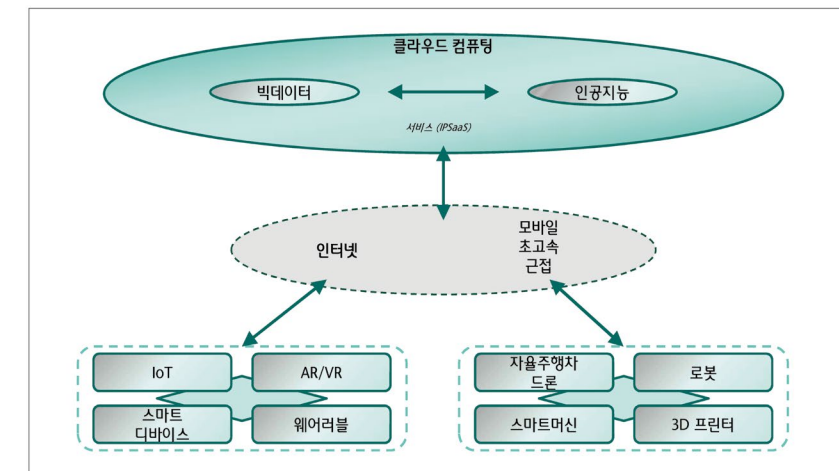 클라우드 컴퓨팅
빅데이터
인공지능
서비스 (IPSaaS)
인터넷
모바일
초고속
근접
IoT
AR/VR
스마트
디바이스
웨어러블
자율주행차
드론
로봇
스마트머신
3D 프린터